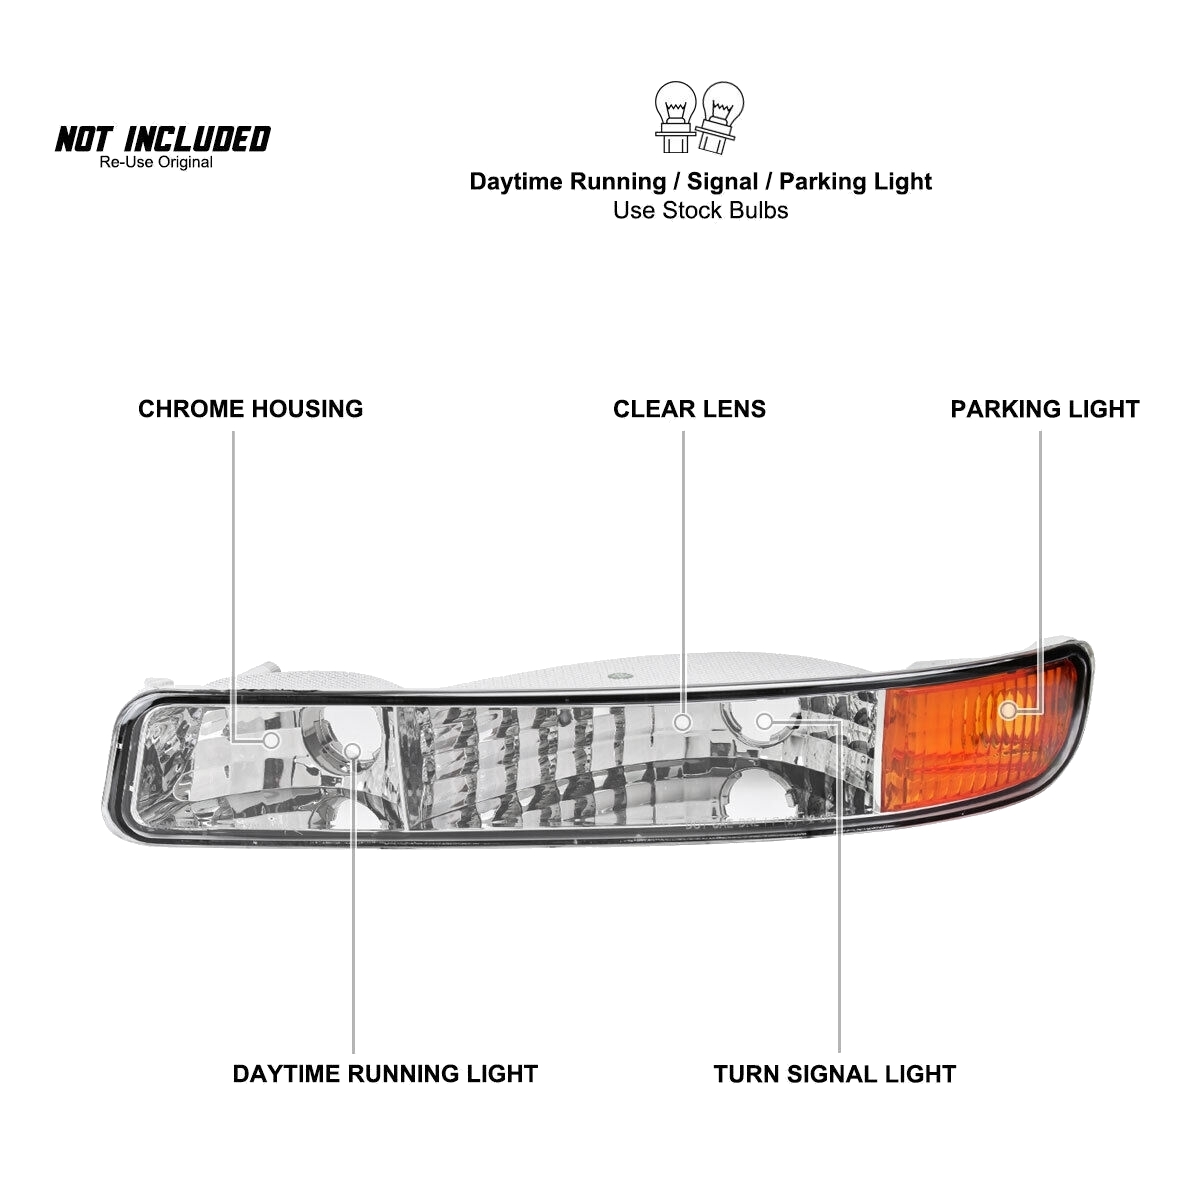 NOT INCLUDED
Re-Use Original
Daytime Running / Signal / Parking Light
Use Stock Bulbs
CHROME HOUSING
CLEAR LENS
PARKING LIGHT
DAYTIME RUNNING LIGHT
TURN SIGNAL LIGHT